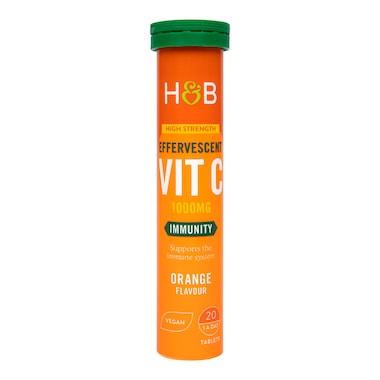 H&B
HIGH STRENGTH
EFFERVESCENT
VIT C
1000MG
IMMUNITY
Supports the
immune system
ORANGE
FLAVOUR
VEGAN
20
1 A DAY
TABLETS